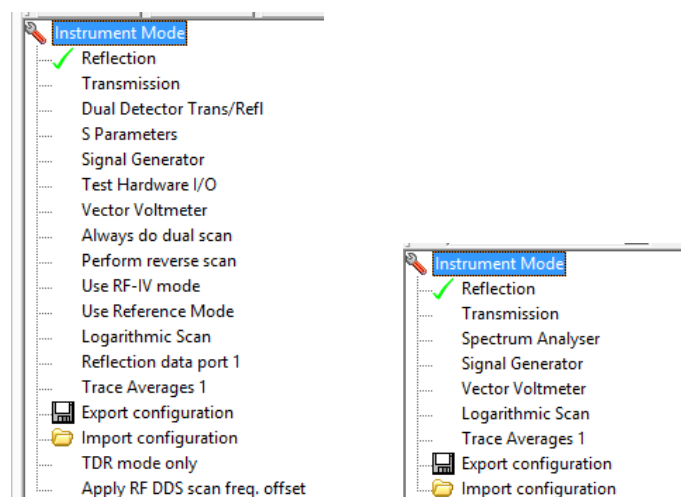 Instrument Mode
Reflection
Transmission
Dual Detector Trans/Refl
S Parameters
Signal Generator
Test Hardware I/O
Vector Voltmeter
Always do dual scan
Perform reverse scan
Use RF-IV mode
Use Reference Mode
Logarithmic Scan
Reflection data port 1
Trace Averages 1
Export configuration
Import configuration
TDR mode only
Apply RF DDS scan freq. offset
Instrument Mode
Reflection
Transmission
Spectrum Analyser
Signal Generator
Vector Voltmeter
Logarithmic Scan
Trace Averages 1
Export configuration
Import configuration